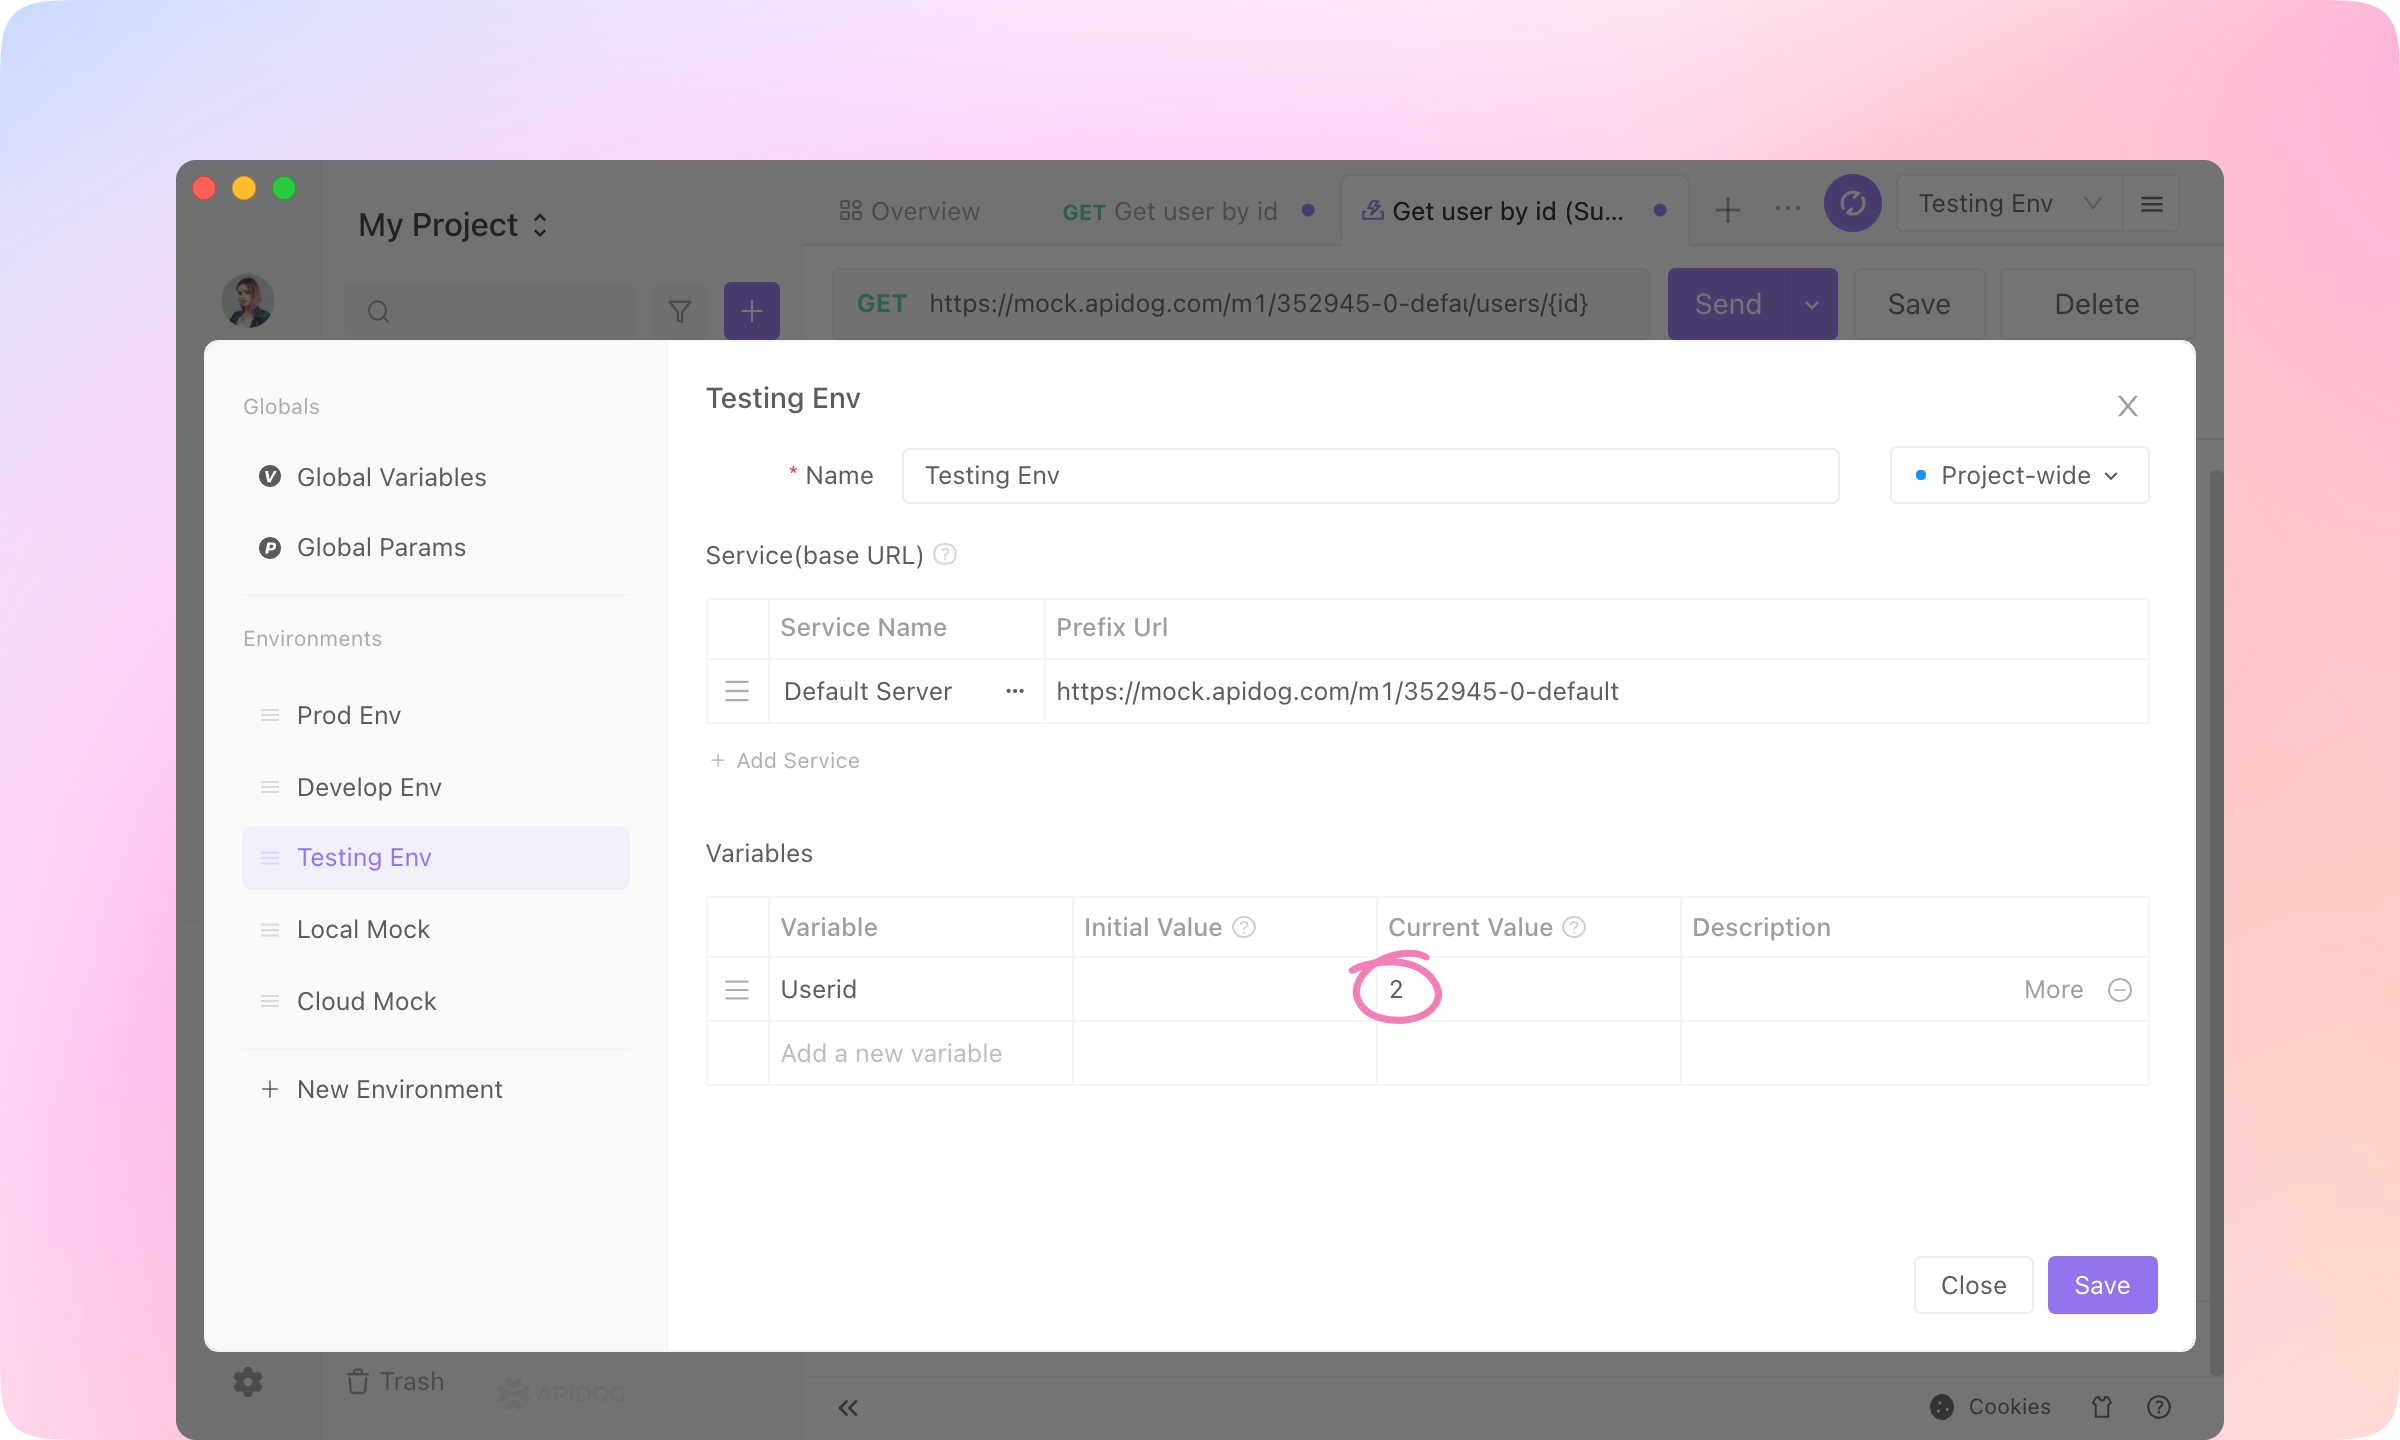 My Project
Overview
GET Get user by id
Get user by id (Su...
Testing Env
GET https://mock.apidog.com/m1/352945-0-defau/users/{id}
Send
Save
Delete
Globals
Global Variables
Global Params
Environments
Prod Env
Develop Env
Testing Env
Local Mock
Cloud Mock
+ New Environment
Testing Env
* Name
Testing Env
Project-wide
Service(base URL)
Service Name
Prefix Url
Default Server
https://mock.apidog.com/m1/352945-0-default
+ Add Service
Variables
Variable
Initial Value
Current Value
Description
Userid
2
More
Add a new variable
Close
Save
Trash
APIDOG
Cookies